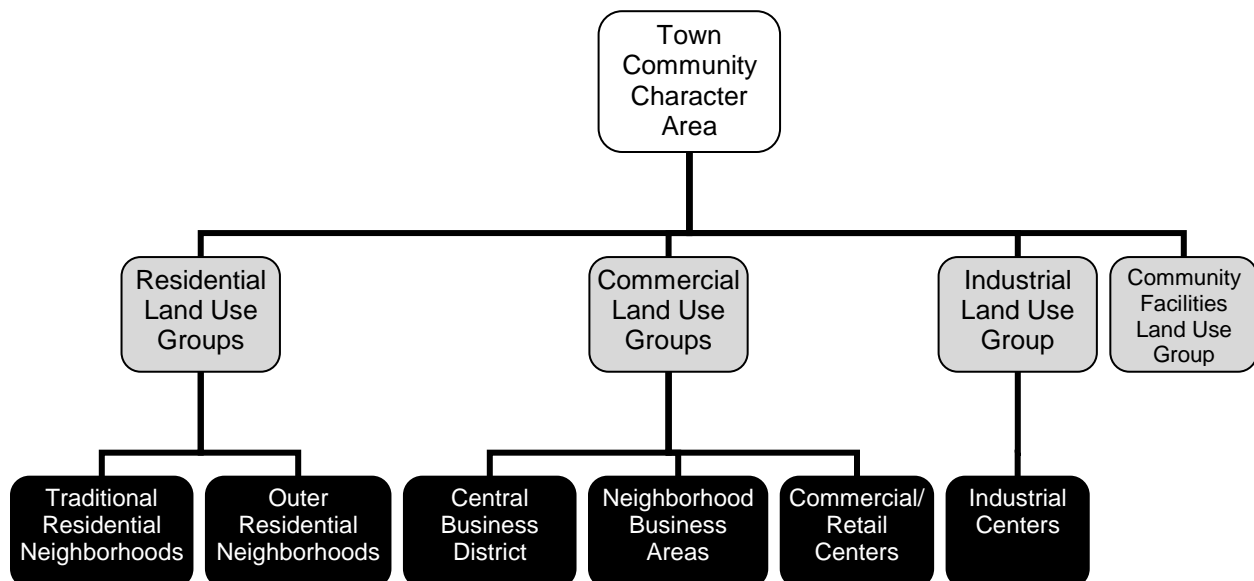 Town
Community
Character
Area
Residential
Land Use
Groups
Commercial
Land Use
Groups
Industrial
Land Use
Group
Community
Facilities
Land Use
Group
Traditional
Residential
Neighborhoods
Outer
Residential
Neighborhoods
Central
Business
District
Neighborhood
Business
Areas
Commercial/
Retail
Centers
Industrial
Centers